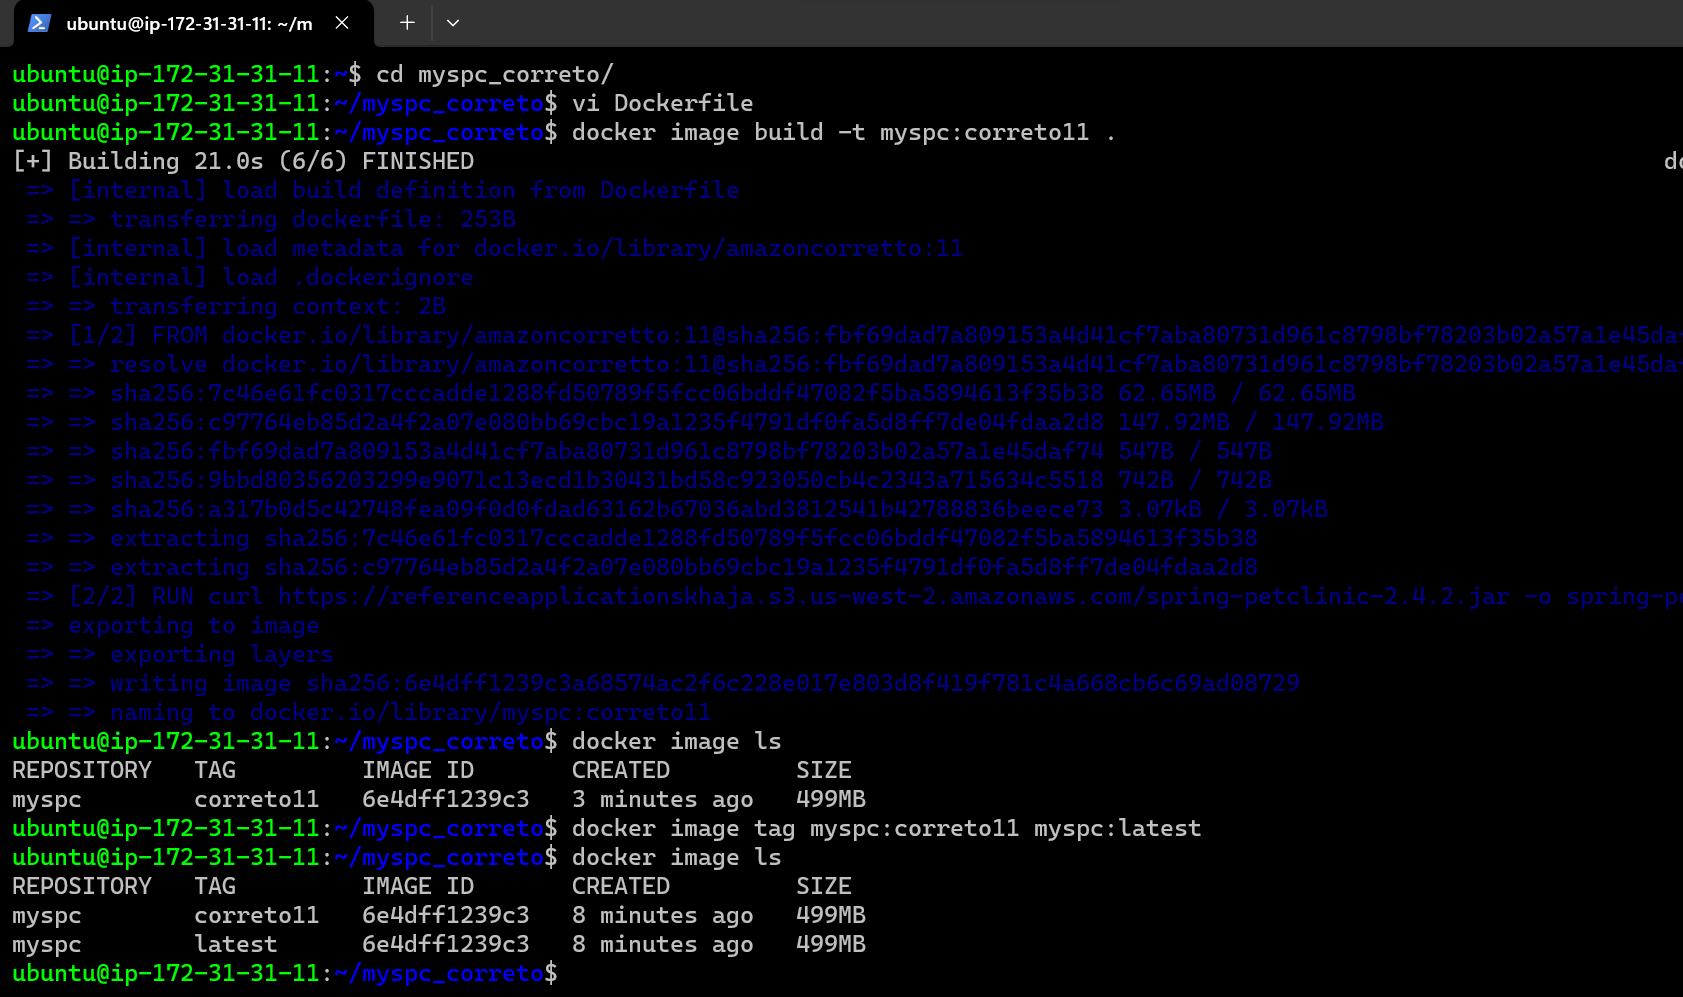 ubuntu@ip-172-31-31-11: ~/m
ubuntu@ip-172-31-31-11:~$ cd myspc_correto/
ubuntu@ip-172-31-31-11:~/myspc_correto$ vi Dockerfile
ubuntu@ip-172-31-31-11:~/myspc_correto$ docker image build -t myspc:correto11 .
[+] Building 21.0s (6/6) FINISHED do
=> [internal] load build definition from Dockerfile
=> => transferring dockerfile: 253B
=> [internal] load metadata for docker.io/library/amazoncorretto:11
=> [internal] load .dockerignore
=> => transferring context: 2B
=> [1/2] FROM docker.io/library/amazoncorretto:11@sha256:fbf69dad7a809153a4d41cf7aba80731d961c8798bf78203b02a57a1e45daf
=> => resolve docker.io/library/amazoncorretto:11@sha256:fbf69dad7a809153a4d41cf7aba80731d961c8798bf78203b02a57a1e45daf
=> => sha256:7c46e61fc0317cccadde1288fd50789f5fcc06bddf47082f5ba5894613f35b38 62.65MB / 62.65MB
=> => sha256:c97764eb85d2a4f2a07e080bb69cbc19a1235f4791df0fa5d8ff7de04fdaa2d8 147.92MB / 147.92MB
=> => sha256:fbf69dad7a809153a4d41cf7aba80731d961c8798bf78203b02a57a1e45daf74 547B / 547B
=> => sha256:9bbd80356203299e9071c13ecd1b30431bd58c923050cb4c2343a715634c5518 742B / 742B
=> => sha256:a317b0d5c42748fea09f0d0fdad63162b67036abd3812541b42788836beece73 3.07kB / 3.07kB
=> => extracting sha256:7c46e61fc0317cccadde1288fd50789f5fcc06bddf47082f5ba5894613f35b38
=> => extracting sha256:c97764eb85d2a4f2a07e080bb69cbc19a1235f4791df0fa5d8ff7de04fdaa2d8
=> [2/2] RUN curl https://referenceapplicationskhaja.s3.us-west-2.amazonaws.com/spring-petclinic-2.4.2.jar -o spring-pe
=> exporting to image
=> => exporting layers
=> => writing image sha256:6e4dff1239c3a68574ac2f6c228e017e803d8f419f781c4a668cb6c69ad08729
=> => naming to docker.io/library/myspc:correto11
ubuntu@ip-172-31-31-11:~/myspc_correto$ docker image ls
REPOSITORY TAG IMAGE ID CREATED SIZE
myspc correto11 6e4dff1239c3 3 minutes ago 499MB
ubuntu@ip-172-31-31-11:~/myspc_correto$ docker image tag myspc:correto11 myspc:latest
ubuntu@ip-172-31-31-11:~/myspc_correto$ docker image ls
REPOSITORY TAG IMAGE ID CREATED SIZE
myspc correto11 6e4dff1239c3 8 minutes ago 499MB
myspc latest 6e4dff1239c3 8 minutes ago 499MB
ubuntu@ip-172-31-31-11:~/myspc_correto$